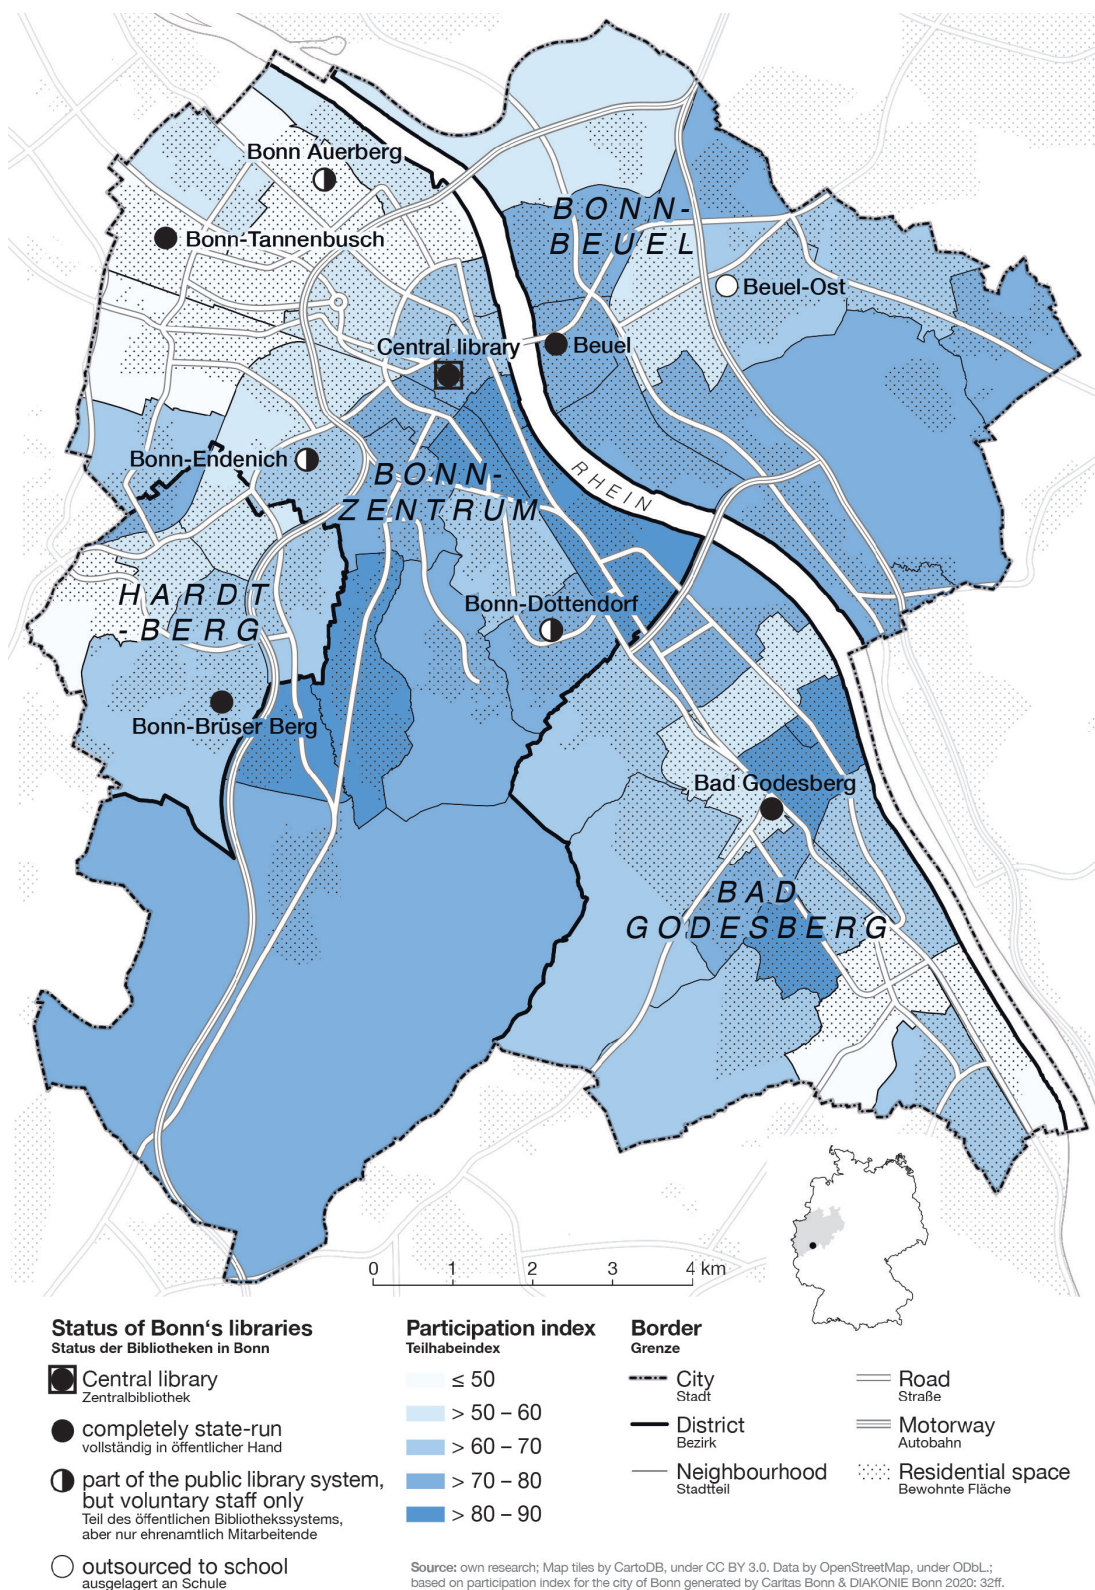 Bonn Auerberg
Bonn-Tannenbusch
BONN-
BEUEL
Beuel-Ost
Central library
Beuel
Bonn-Endenich
BONN-
ZENTRUM
RHEIN
HARDT
-BERG
Bonn-Dottendorf
Bonn-Brüser Berg
Bad Godesberg
BAD
GODESBERG
0 1 2 3 4 km
Status of Bonn‘s libraries
Status der Bibliotheken in Bonn
Central library
Zentralbibliothek
completely state-run
vollständig in öffentlicher Hand
part of the public library system,
but voluntary staff only
Teil des öffentlichen Bibliothekssystems,
aber nur ehrenamtlich Mitarbeitende
outsourced to school
ausgelagert an Schule
Participation index
Teilhabeindex
≤ 50
> 50 – 60
> 60 – 70
> 70 – 80
> 80 – 90
Border
Grenze
City
Stadt
District
Bezirk
Neighbourhood
Stadtteil
Road
Straße
Motorway
Autobahn
Residential space
Bewohnte Fläche
Source: own research; Map tiles by CartoDB, under CC BY 3.0. Data by OpenStreetMap, under ODbL.;
based on participation index for the city of Bonn generated by Caritas Bonn & DIAKONIE Bonn 2020: 32ff.